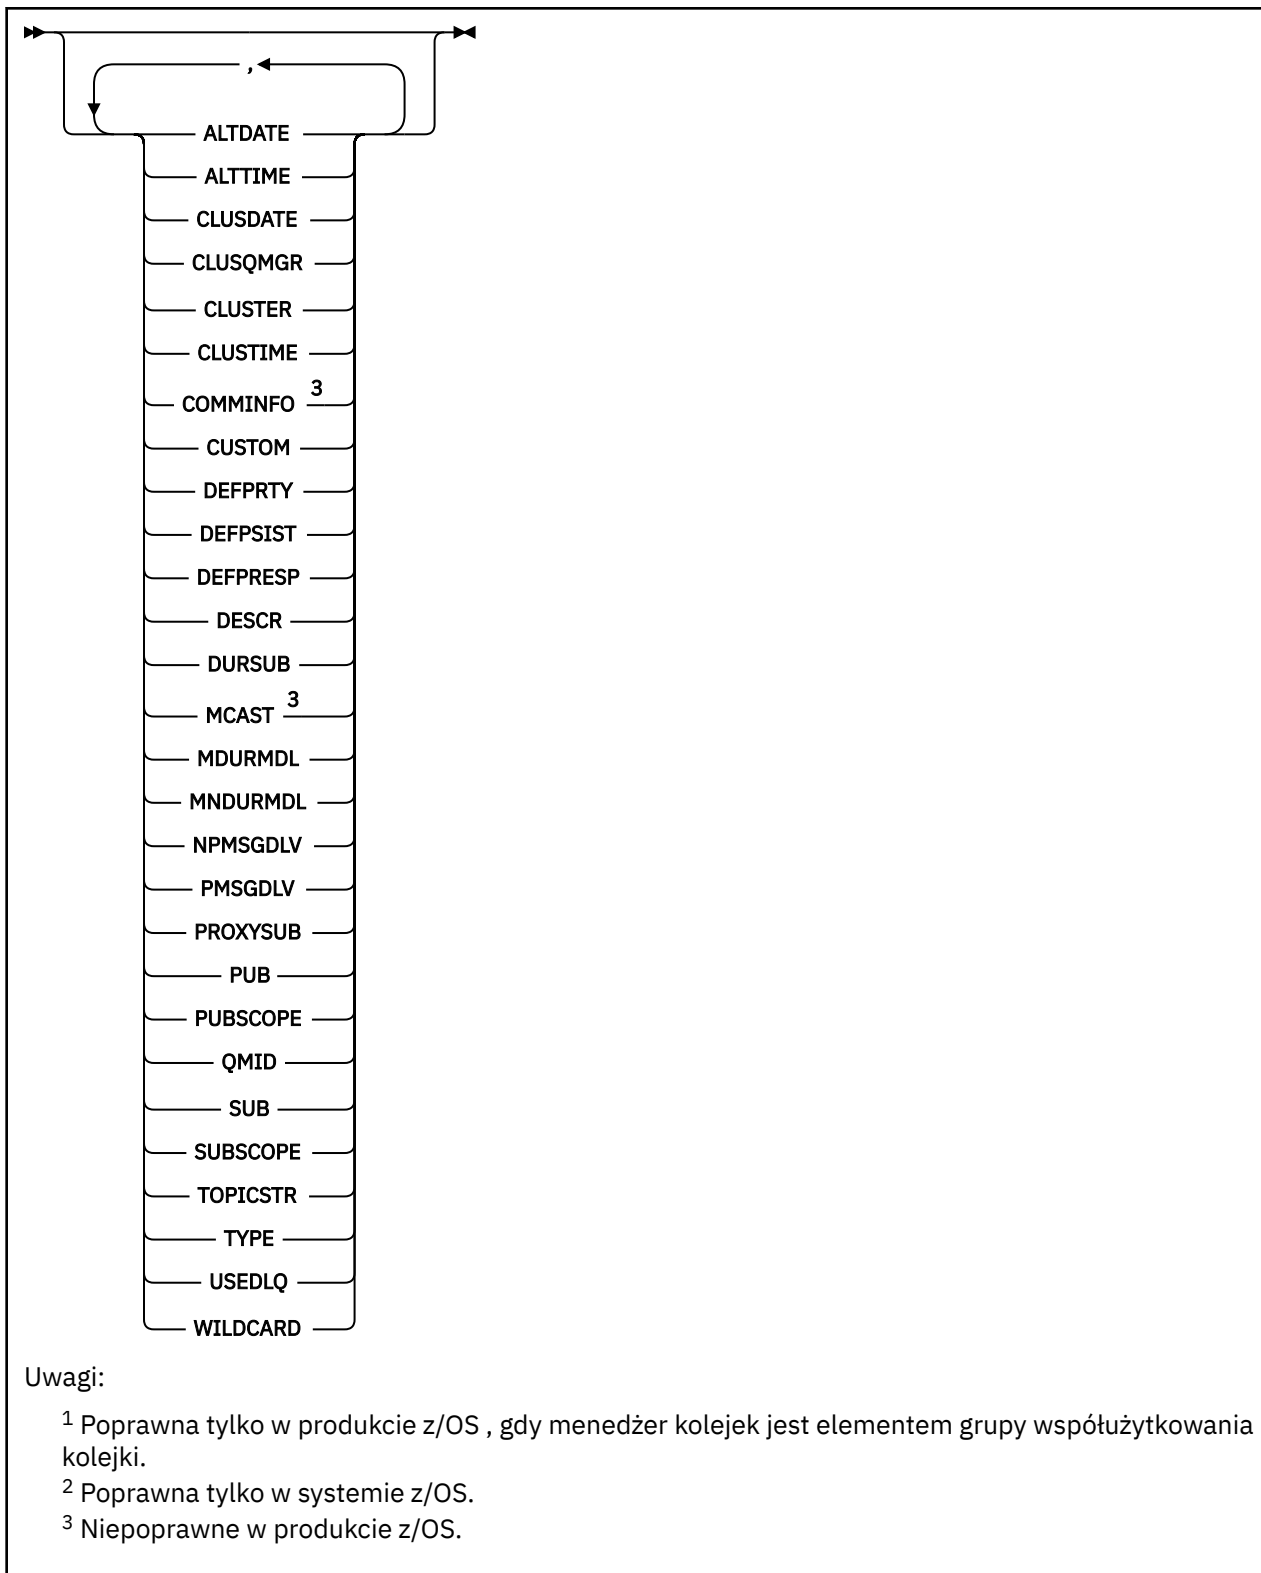 ,
ALTDATE
ALTTIME
CLUSDATE
CLUSQMGR
CLUSTER
CLUSTIME
COMMINFO 3
CUSTOM
DEFPRTY
DEFPSIST
DEFPRESP
DESCR
DURSUB
MCAST 3
MDURMDL
MNDURMDL
NPMSGDLV
PMSGDLV
PROXYSUB
PUB
PUBSCOPE
QMID
SUB
SUBSCOPE
TOPICSTR
TYPE
USEDLQ
WILDCARD
Uwagi:
1 Poprawna tylko w produkcie z/OS , gdy menedżer kolejek jest elementem grupy współużytkowania
kolejki.
2 Poprawna tylko w systemie z/OS.
3 Niepoprawne w produkcie z/OS.